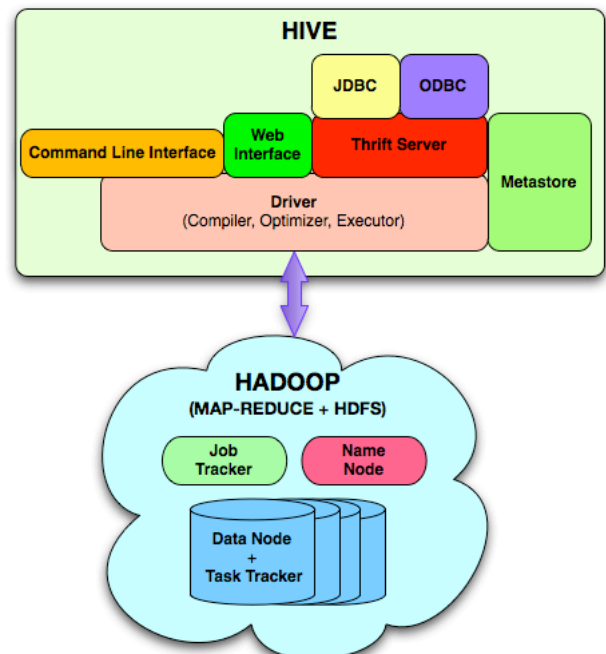 HIVE
JDBC
ODBC
Command Line Interface
Web
Interface
Thrift Server
Metastore
Driver
(Compiler, Optimizer, Executor)
HADOOP
(MAP-REDUCE + HDFS)
Job
Tracker
Name
Node
Data Node
+
Task Tracker